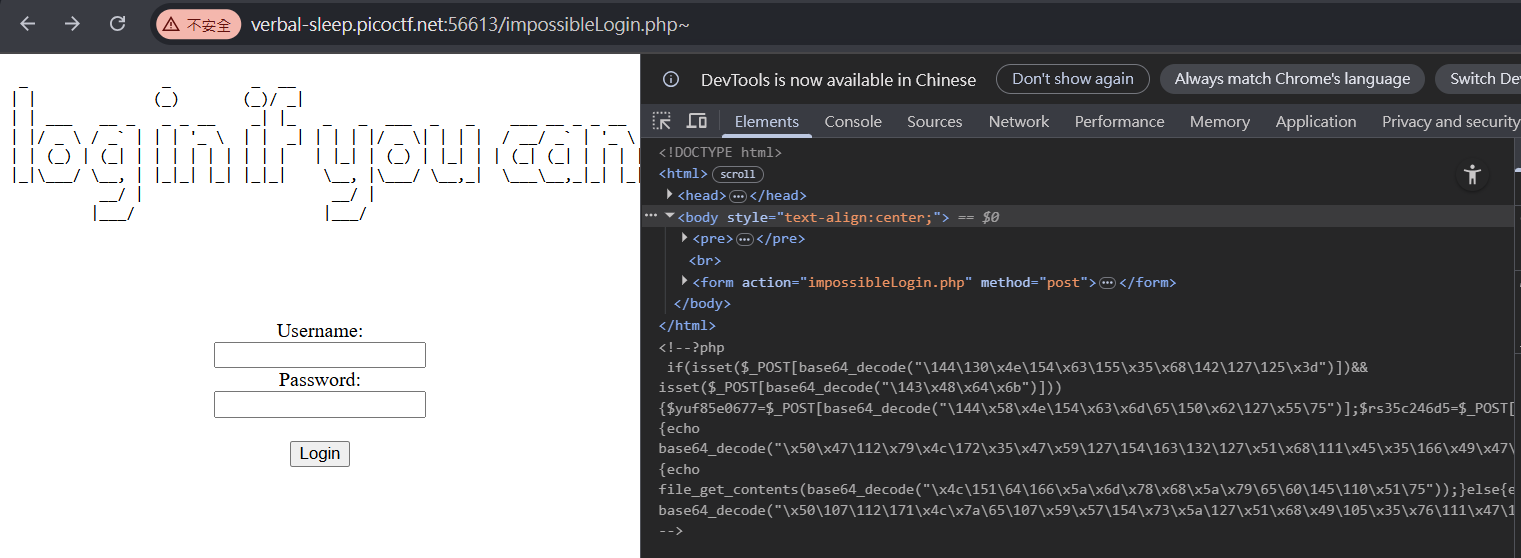 不安全 verbal-sleep.picoctf.net:56613/impossibleLogin.php~
DevTools is now available in Chinese Don't show again Always match Chrome's language Switch De
Elements Console Sources Network Performance Memory Application Privacy and security
login if you can
Username:
Password:
Login
<!DOCTYPE html>
<html> scroll
<head> … </head>
<body style="text-align:center;"> == $0
<pre> … </pre>
<br>
<form action="impossibleLogin.php" method="post"> … </form>
</body>
</html>
<!--?php
if(isset($_POST[base64_decode("\144\130\x4e\154\x63\155\x35\x68\142\127\125\x3d")])&&
isset($_POST[base64_decode("\143\x48\x64\x6b")]))
{$yuf85e0677=$_POST[base64_decode("\144\x58\x4e\154\x63\x6d\65\150\x62\127\x55\75")];$rs35c246d5=$_POST[
{echo
base64_decode("\x50\x47\112\x79\x4c\172\x35\x47\x59\127\154\163\132\127\x51\x68\111\x45\x35\166\x49\x47\
{echo
file_get_contents(base64_decode("\x4c\151\64\166\x5a\x6d\x78\x68\x5a\x79\65\x60\145\110\x51\75"));}else{e
base64_decode("\x50\107\112\171\x4c\x7a\x65\107\x59\x57\154\x73\x5a\127\x51\x68\x49\105\x35\x76\111\x47\1
-->